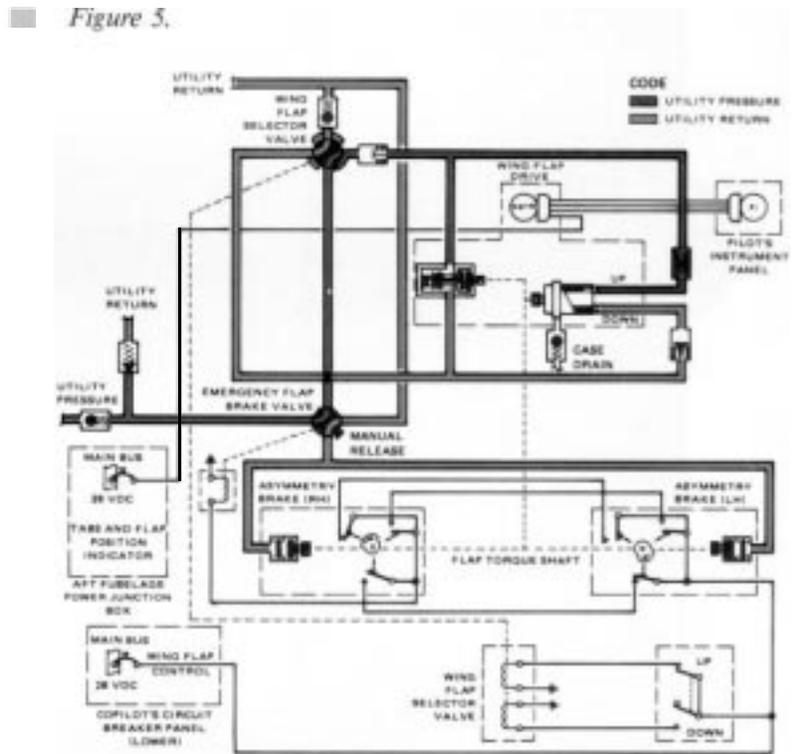 Figure 5.
UTILITY
RETURN
WING
FLAP
SELECTOR
VALVE
CODE
UTILITY PRESSURE
UTILITY RETURN
WING FLAP
DRIVE
PILOT'S
INSTRUMENT
PANEL
UP
DOWN
CASE
DRAIN
UTILITY
RETURN
UTILITY
PRESSURE
EMERGENCY FLAP
BRAKE VALVE
MANUAL
RELEASE
MAIN BUS
28 VDC
TABS AND FLAP
POSITION
INDICATOR
AFT FUSELAGE
POWER JUNCTION
BOX
ASYMMETRY
BRAKE (RH)
ASYMMETRY
BRAKE (LH)
FLAP TORQUE SHAFT
MAIN BUS
WING FLAP
CONTROL
28 VDC
COPILOT'S CIRCUIT
BREAKER PANEL
(LOWER)
WING
FLAP
SELECTOR
VALVE
UP
DOWN